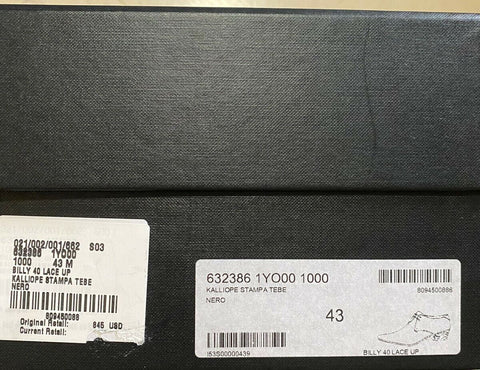 021/002/001/662 S03
632386 1YO00
1000 43 M
BILLY 40 LACE UP
KALLIOPE STAMPA TEBE
NERO
8094500886
Original Retail: 845 USD
Current Retail:
632386 1YO00 1000
KALLIOPE STAMPA TEBE
NERO
8094500886
43
I53S00000439
BILLY 40 LACE UP